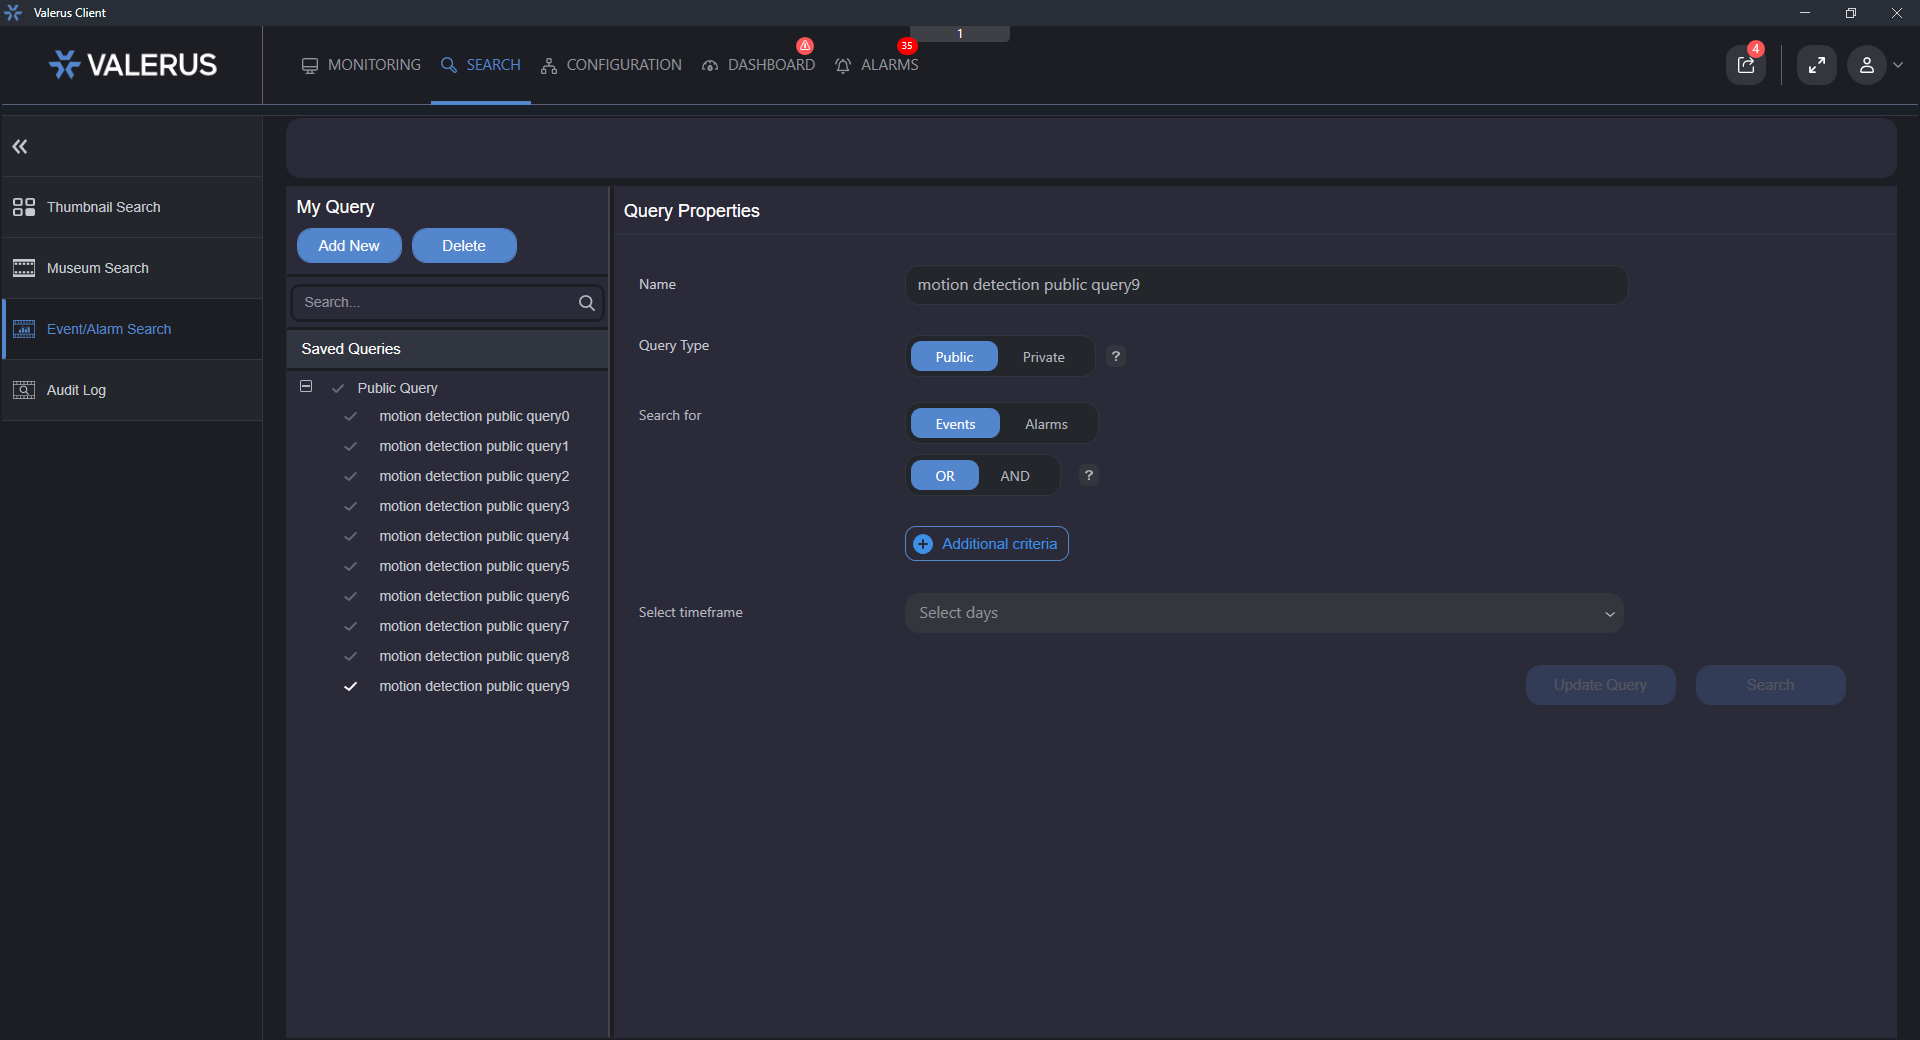 Valerus Client
1
VALERUS
MONITORING
SEARCH
CONFIGURATION
DASHBOARD
35
ALARMS
4
Thumbnail Search
Museum Search
Event/Alarm Search
Audit Log
My Query
Add New
Delete
Search...
Saved Queries
Public Query
motion detection public query0
motion detection public query1
motion detection public query2
motion detection public query3
motion detection public query4
motion detection public query5
motion detection public query6
motion detection public query7
motion detection public query8
motion detection public query9
Query Properties
Name
motion detection public query9
Query Type
Public
Private
?
Search for
Events
Alarms
OR
AND
?
Additional criteria
Select timeframe
Select days
Update Query
Search